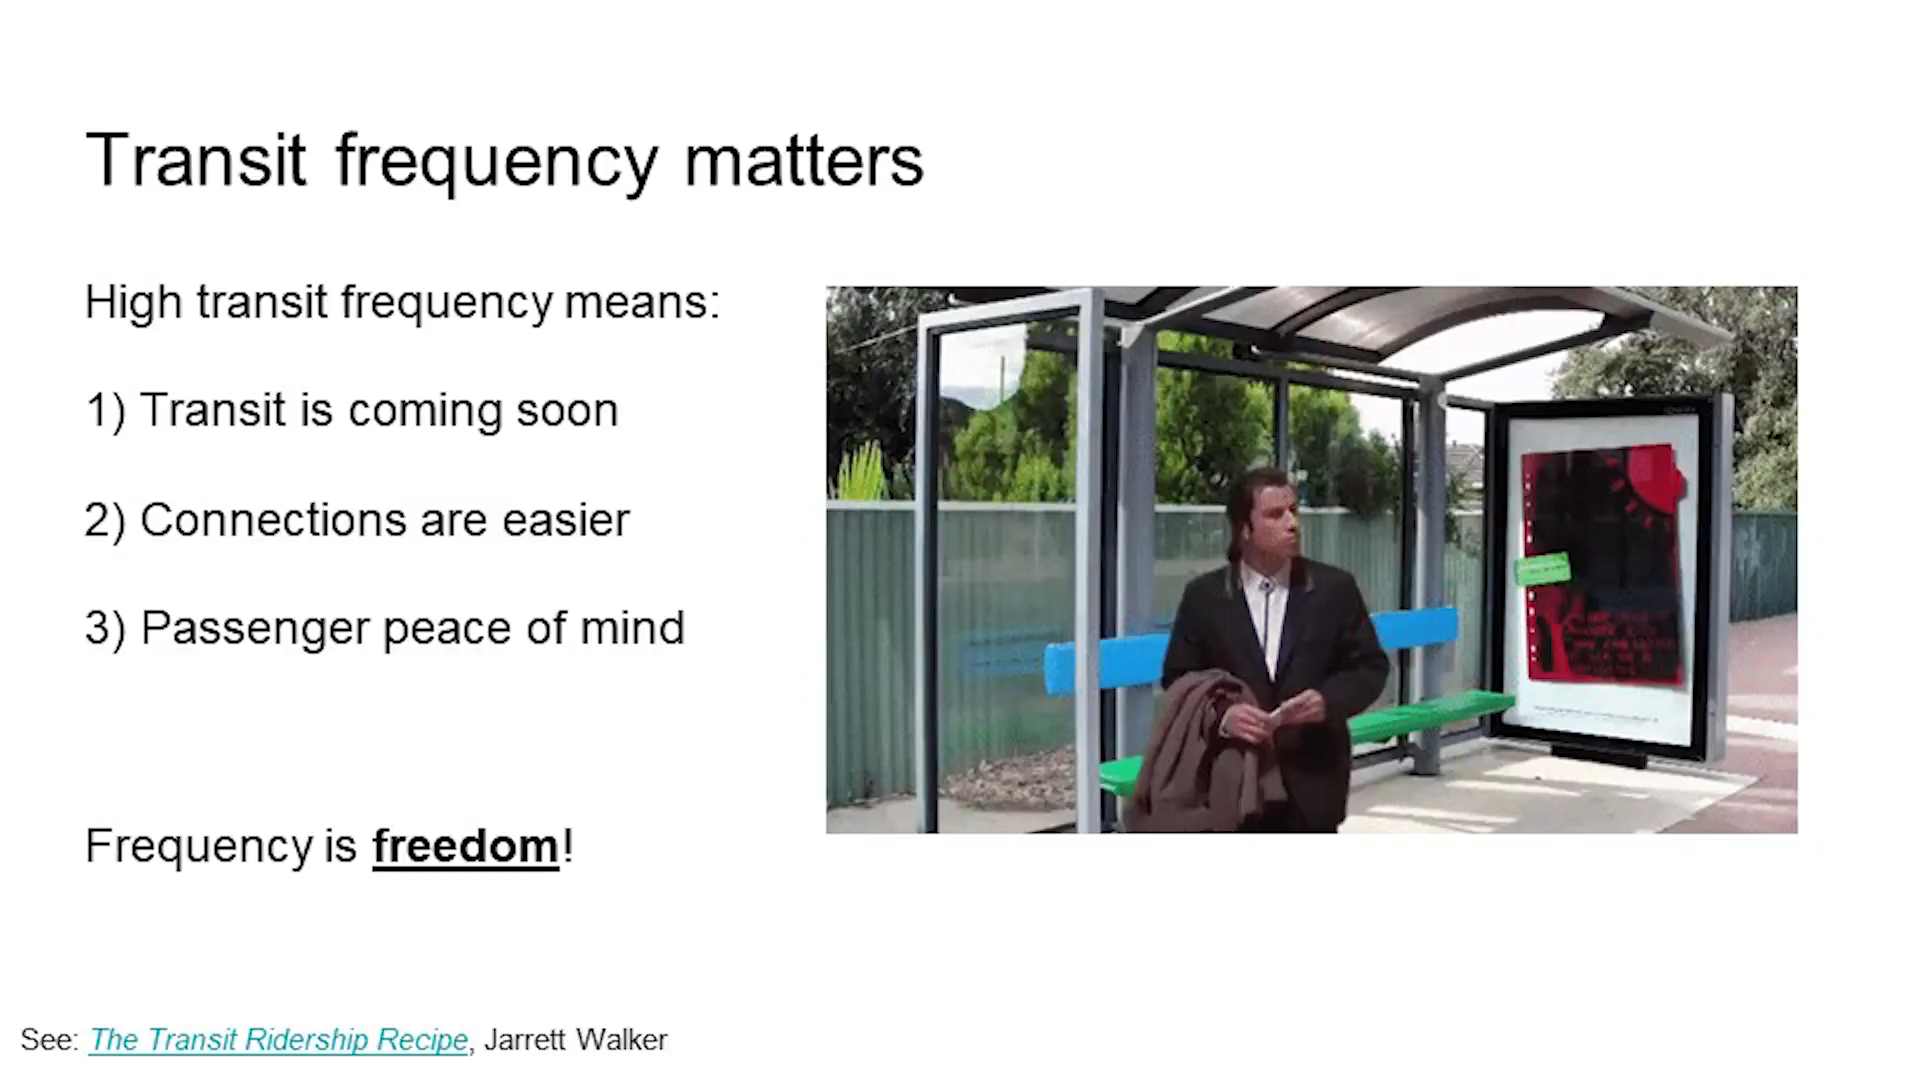 Transit frequency matters
High transit frequency means:
1) Transit is coming soon
2) Connections are easier
3) Passenger peace of mind
Frequency is freedom!
See: The Transit Ridership Recipe, Jarrett Walker